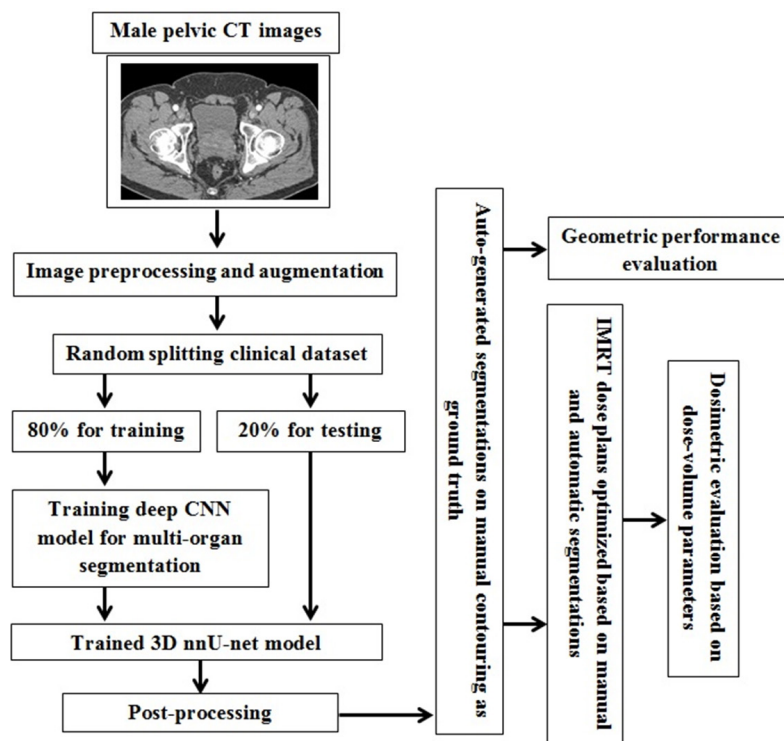 Male pelvic CT images
Image preprocessing and augmentation
Random splitting clinical dataset
80% for training
20% for testing
Training deep CNN
model for multi-organ
segmentation
Trained 3D nnU-net model
Post-processing
Auto-generated segmentations on manual contouring as
ground truth
Geometric performance
evaluation
IMRT dose plans optimized based on manual
and automatic segmentations
Dosimetric evaluation based on
dose-volume parameters